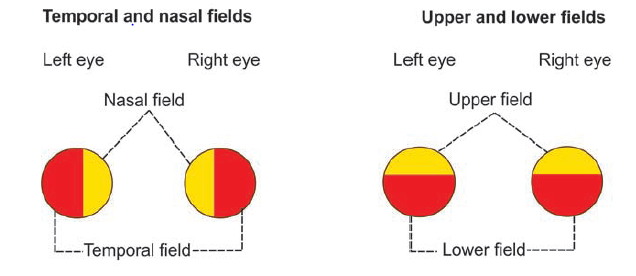 Temporal and nasal fields
Left eye Right eye
Nasal field
Temporal field
Upper and lower fields
Left eye Right eye
Upper field
Lower field